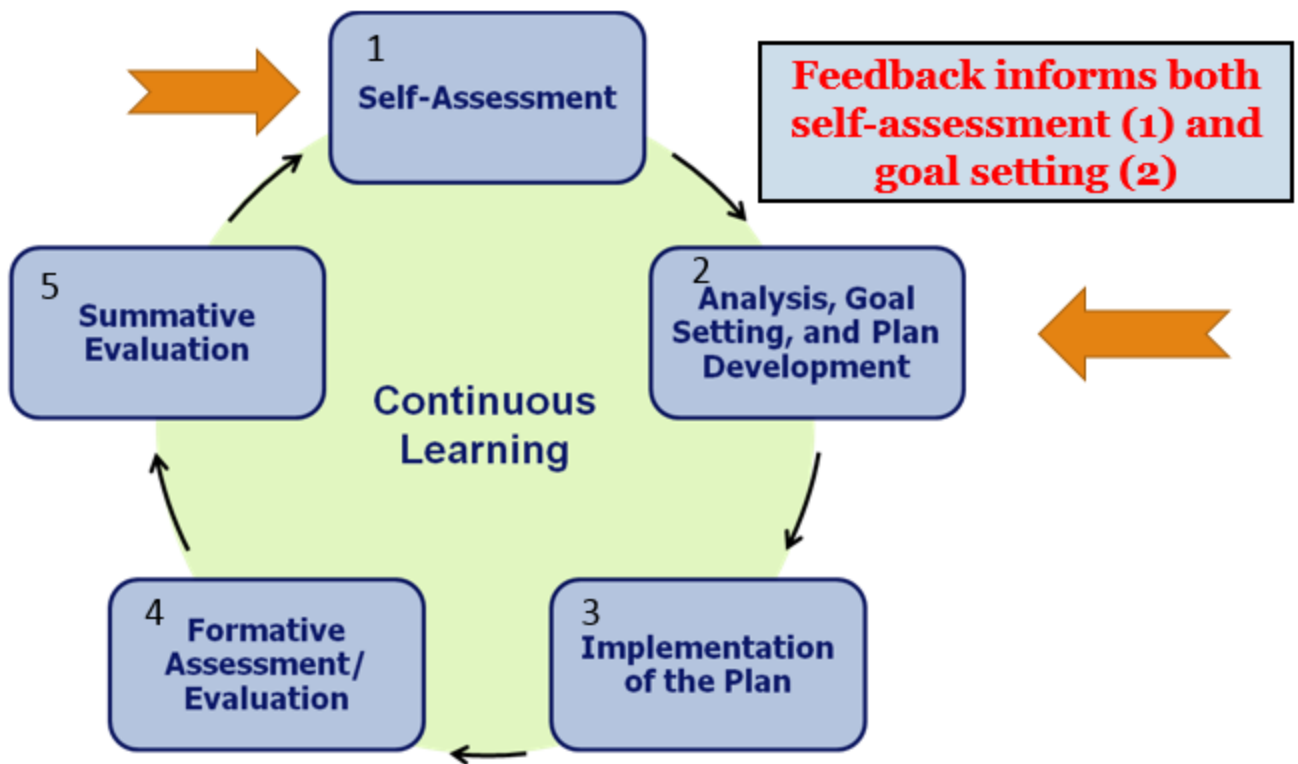 1
Self-Assessment
Feedback informs both
self-assessment (1) and
goal setting (2)
2
Analysis, Goal
Setting, and Plan
Development
3
Implementation
of the Plan
4
Formative
Assessment/
Evaluation
5
Summative
Evaluation
Continuous
Learning